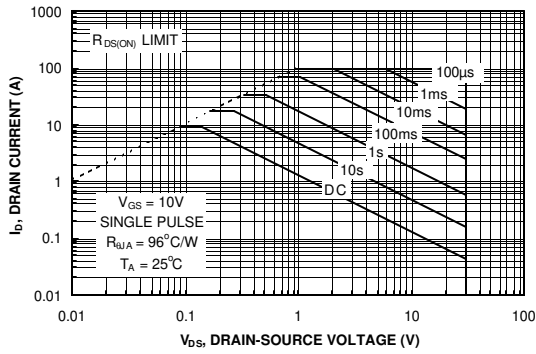 1000
R_DS(ON) LIMIT
100
100µs
1ms
10ms
10
100ms
1s
10s
1
DC
V_GS = 10V
SINGLE PULSE
R_θJA = 96°C/W
T_A = 25°C
0.1
0.01
0.01
0.1
1
10
100
I_D, DRAIN CURRENT (A)
V_DS, DRAIN-SOURCE VOLTAGE (V)